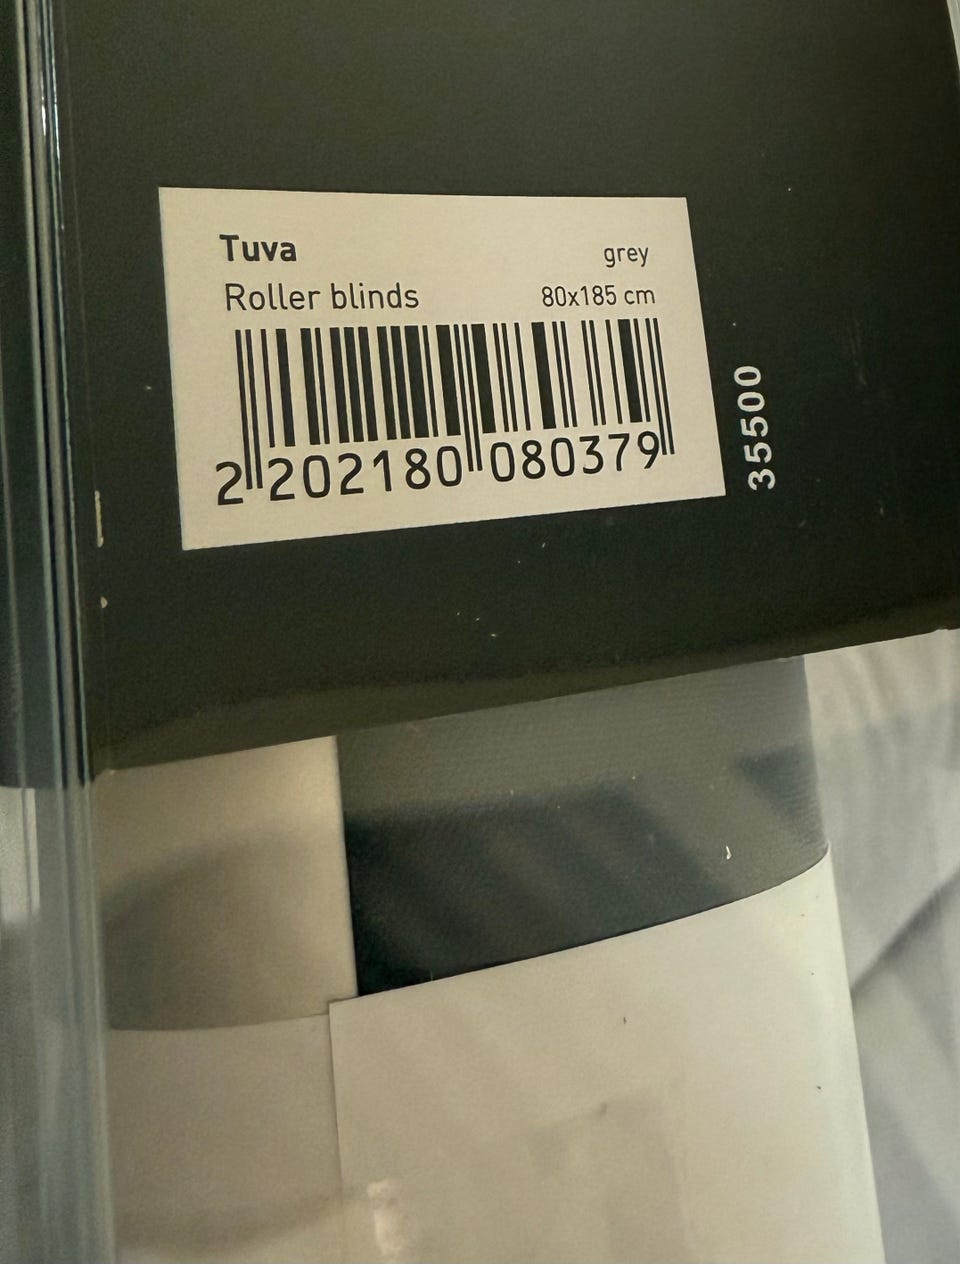 Tuva
grey
Roller blinds
80x185 cm
2 202180 080379
35500